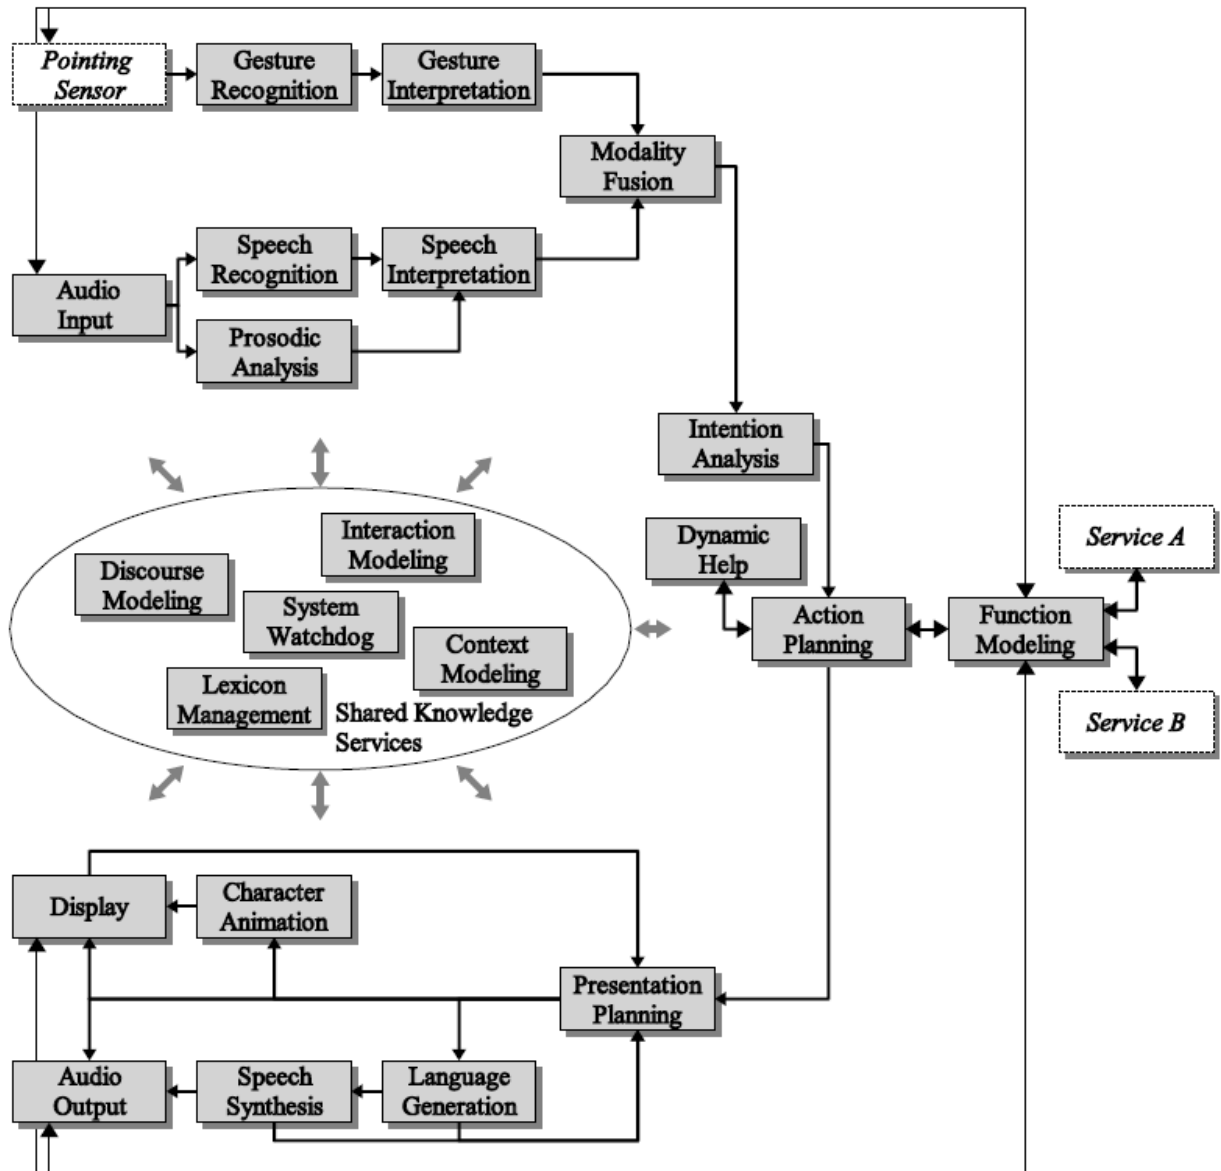 Pointing
Sensor
Gesture
Recognition
Gesture
Interpretation
Modality
Fusion
Speech
Recognition
Speech
Interpretation
Audio
Input
Prosodic
Analysis
Intention
Analysis
Dynamic
Help
Action
Planning
Function
Modeling
Service A
Service B
Interaction
Modeling
Discourse
Modeling
System
Watchdog
Context
Modeling
Lexicon
Management
Shared Knowledge
Services
Display
Character
Animation
Presentation
Planning
Audio
Output
Speech
Synthesis
Language
Generation